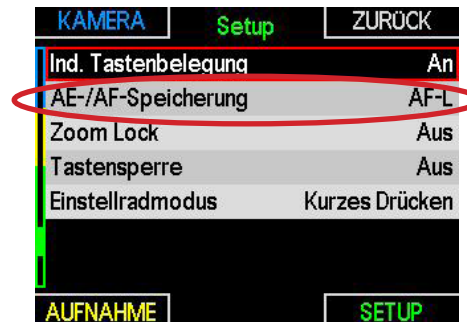 KAMERA Setup ZURÜCK
Ind. Tastenbelegung An
AE-/AF-Speicherung AF-L
Zoom Lock Aus
Tastensperre Aus
Einstellradmodus Kurzes Drücken
AUFNAHME SETUP